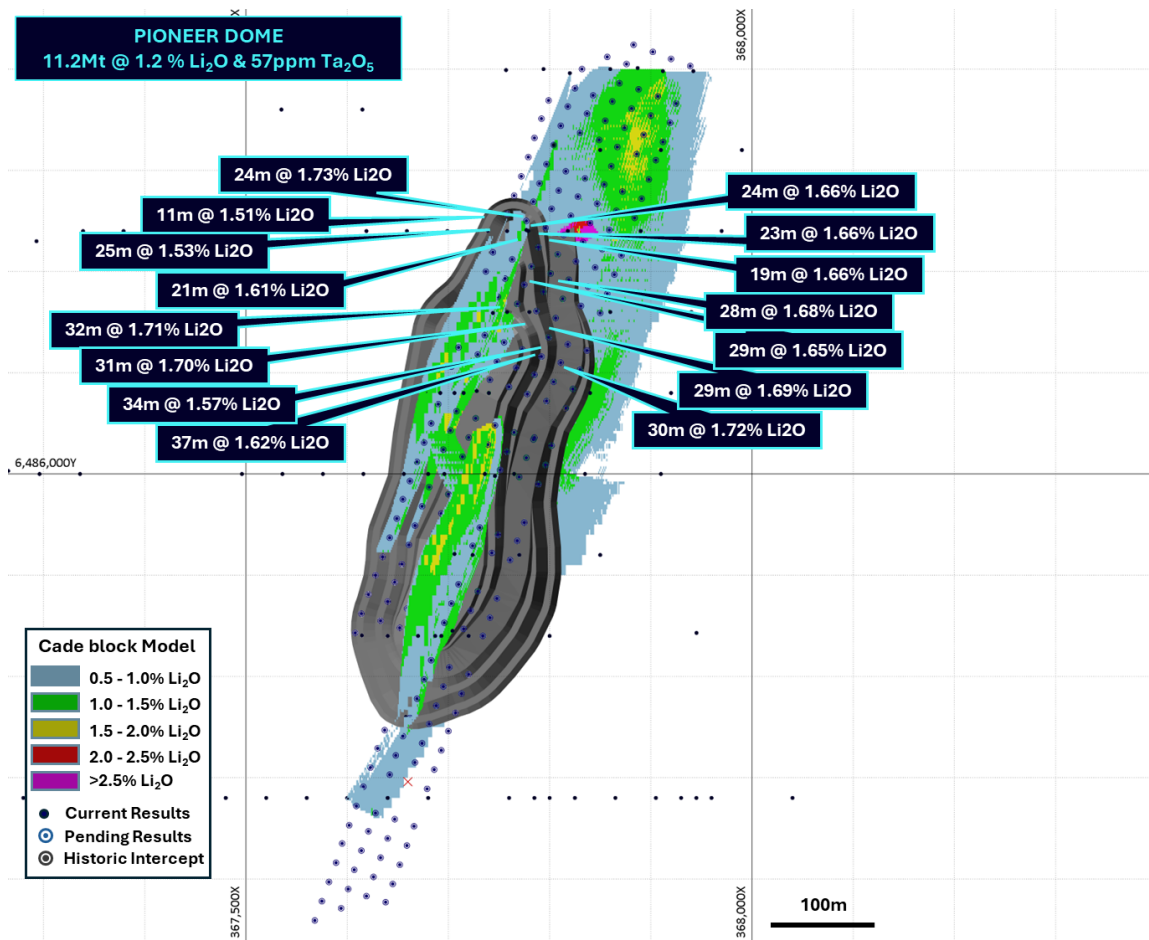 PIONEER DOME
11.2Mt @ 1.2 % Li₂O & 57ppm Ta₂O₅
368,000X
24m @ 1.73% Li2O
11m @ 1.51% Li2O
25m @ 1.53% Li2O
21m @ 1.61% Li2O
32m @ 1.71% Li2O
31m @ 1.70% Li2O
34m @ 1.57% Li2O
37m @ 1.62% Li2O
24m @ 1.66% Li2O
23m @ 1.66% Li2O
19m @ 1.66% Li2O
28m @ 1.68% Li2O
29m @ 1.65% Li2O
29m @ 1.69% Li2O
30m @ 1.72% Li2O
6,486,000Y
Cade block Model
0.5 - 1.0% Li₂O
1.0 - 1.5% Li₂O
1.5 - 2.0% Li₂O
2.0 - 2.5% Li₂O
>2.5% Li₂O
Current Results
Pending Results
Historic Intercept
367,500X
368,000X
100m